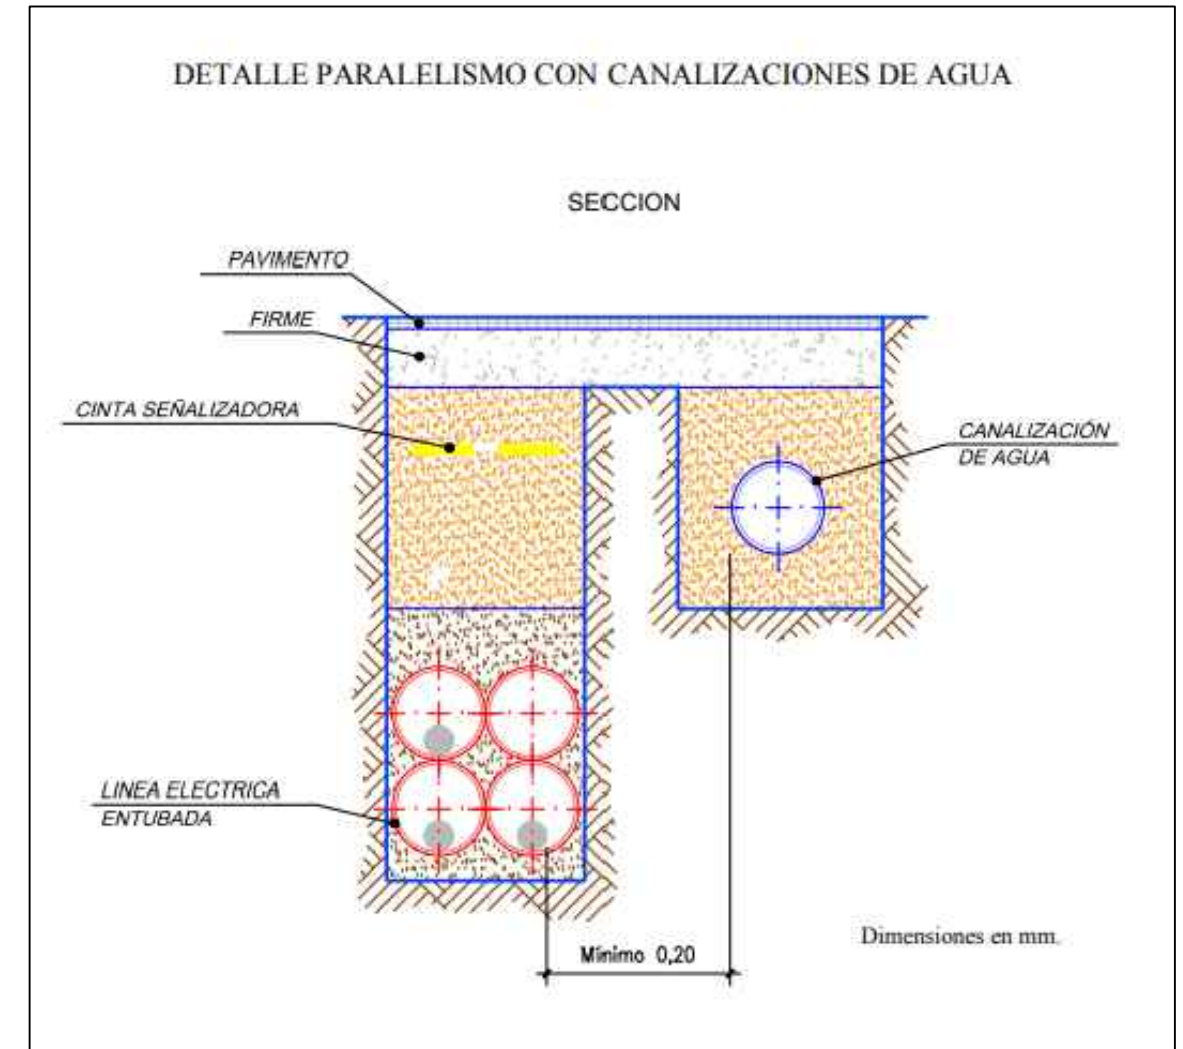 DETALLE PARALELISMO CON CANALIZACIONES DE AGUA
SECCION
PAVIMENTO
FIRME
CINTA SEÑALIZADORA
CANALIZACIÓN
DE AGUA
LINEA ELECTRICA
ENTUBADA
Dimensiones en mm.
Mínimo 0,20